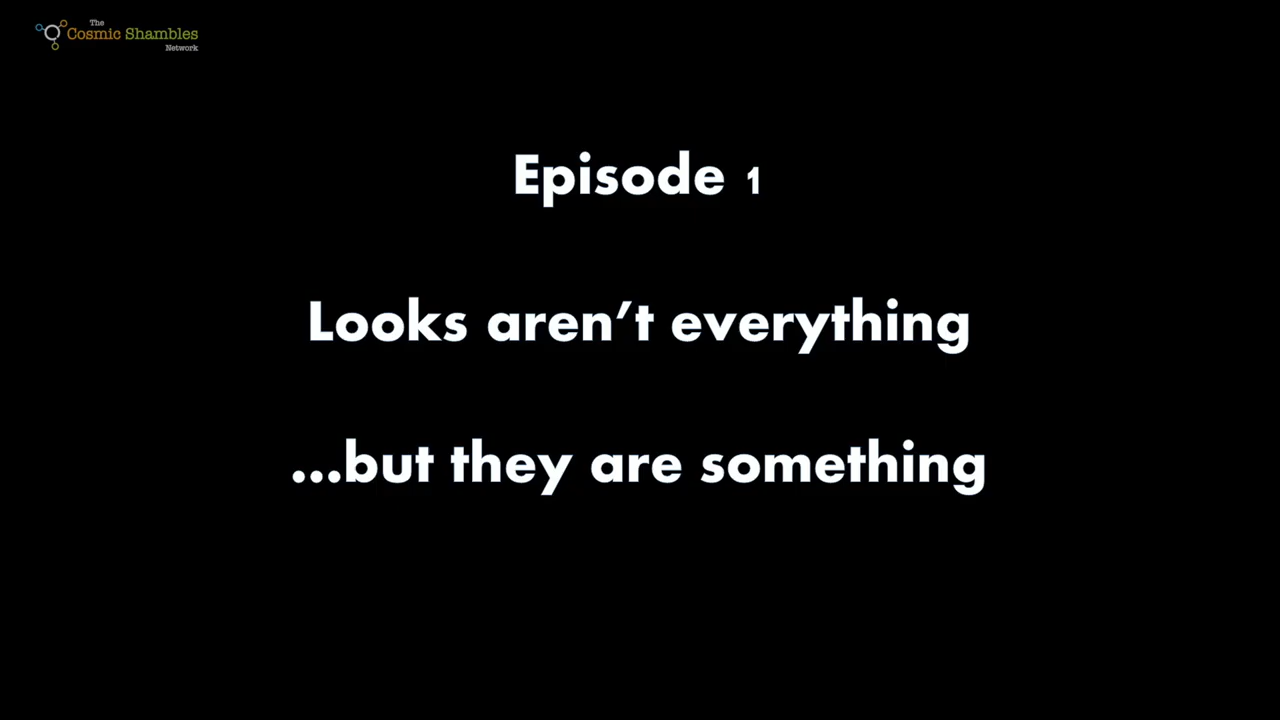 The
Cosmic Shambles
Network
Episode 1
Looks aren’t everything
...but they are something